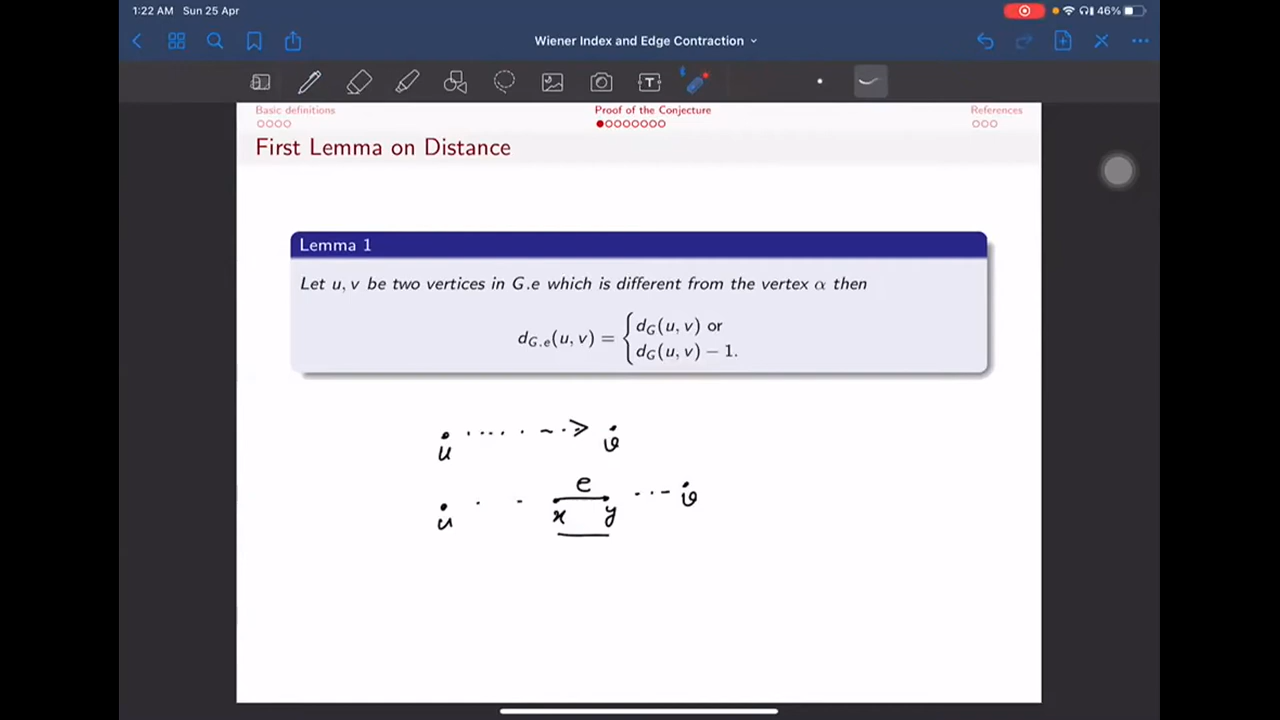 1:22 AM Sun 25 Apr
46%
Wiener Index and Edge Contraction
T
Basic definitions
Proof of the Conjecture
References
First Lemma on Distance
Lemma 1
Let u, v be two vertices in G.e which is different from the vertex α then
d_{G.e}(u, v) = { d_G(u, v) or
d_G(u, v) − 1.
u ..... . - . -> v
u . . x e y ... v